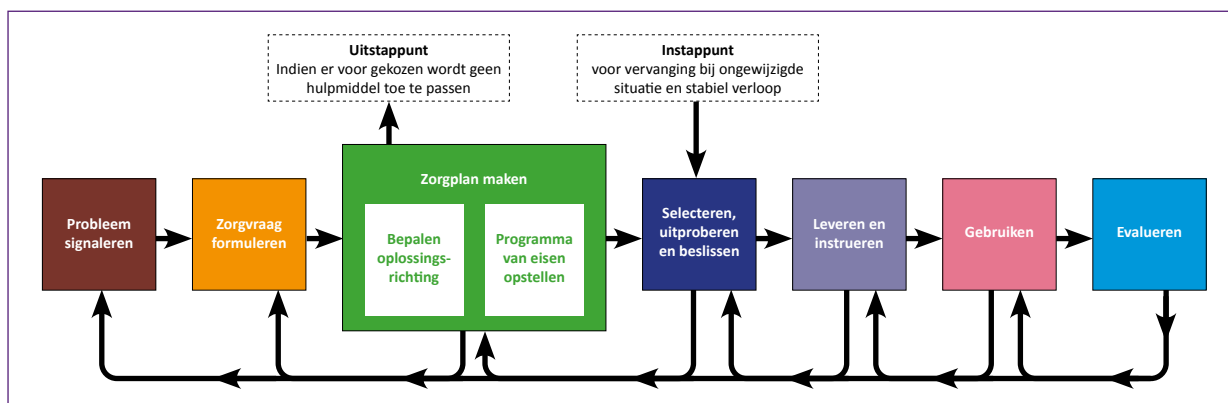 Uitstappunt
Indien er voor gekozen wordt geen
hulpmiddel toe te passen
Instappunt
voor vervanging bij ongewijzigde
situatie en stabiel verloop
Probleem
signaleren
Zorgvraag
formuleren
Zorgplan maken
Bepalen
oplossings-
richting
Programma
van eisen
opstellen
Selecteren,
uitproberen
en beslissen
Leveren en
instrueren
Gebruiken
Evalueren